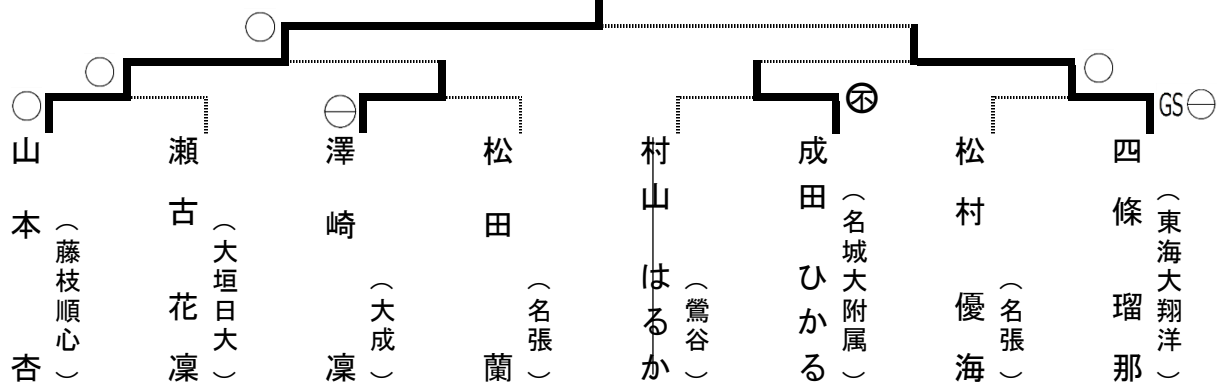 不
GS
山本杏
（藤枝順心）
瀬古花凜
（大垣日大）
澤崎凜
（大成）
松田蘭
（名張）
村山はるか
（鶯谷）
成田ひかる
（名城大附属）
松村優海
（名張）
四條瑠那
（東海大翔洋）